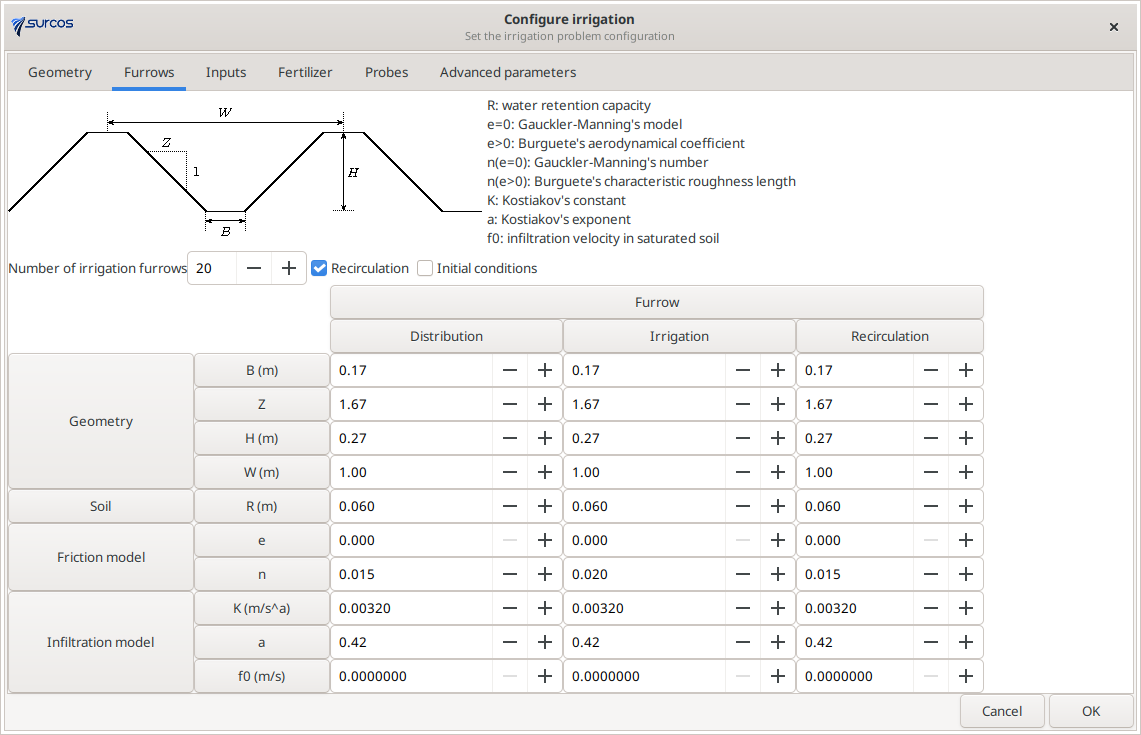 surcos
Configure irrigation
Set the irrigation problem configuration
Geometry Furrows Inputs Fertilizer Probes Advanced parameters
W
Z
1
H
B
R: water retention capacity
e=0: Gauckler-Manning's model
e>0: Burguete's aerodynamical coefficient
n(e=0): Gauckler-Manning's number
n(e>0): Burguete's characteristic roughness length
K: Kostiakov's constant
a: Kostiakov's exponent
f0: infiltration velocity in saturated soil
Number of irrigation furrows 20 Recirculation Initial conditions
Furrow
Distribution Irrigation Recirculation
Geometry
B (m) 0.17 0.17 0.17
Z 1.67 1.67 1.67
H (m) 0.27 0.27 0.27
W (m) 1.00 1.00 1.00
Soil R (m) 0.060 0.060 0.060
Friction model
e 0.000 0.000 0.000
n 0.015 0.020 0.015
Infiltration model
K (m/s^a) 0.00320 0.00320 0.00320
a 0.42 0.42 0.42
f0 (m/s) 0.0000000 0.0000000 0.0000000
Cancel OK